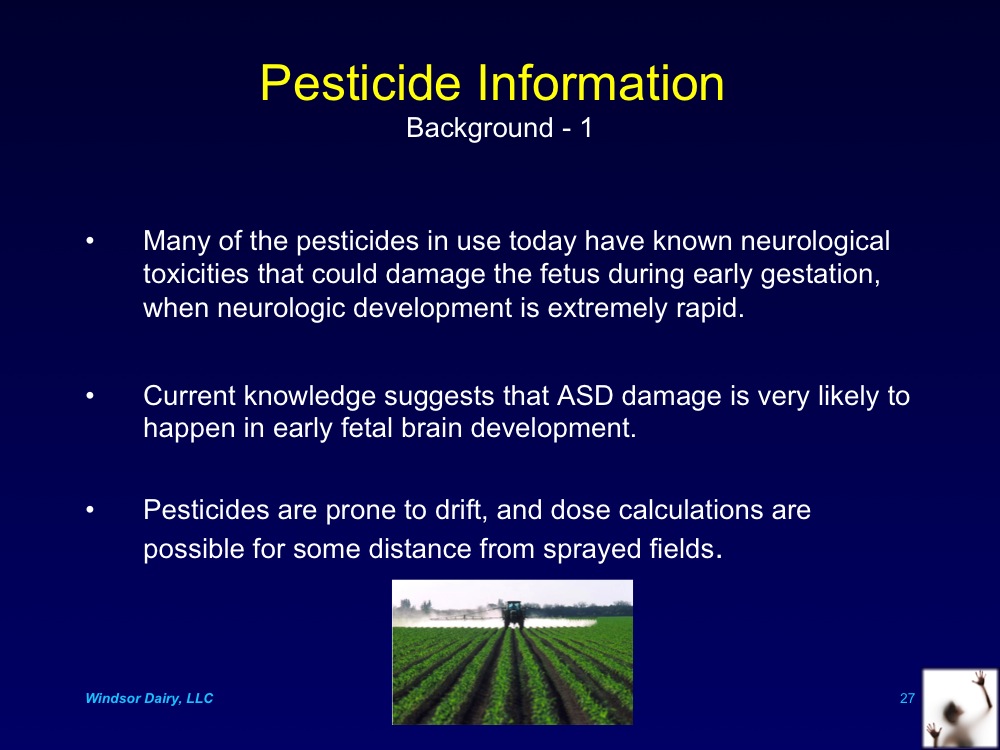 Pesticide Information
Background - 1
• Many of the pesticides in use today have known neurological
toxicities that could damage the fetus during early gestation,
when neurologic development is extremely rapid.
• Current knowledge suggests that ASD damage is very likely to
happen in early fetal brain development.
• Pesticides are prone to drift, and dose calculations are
possible for some distance from sprayed fields.
Windsor Dairy, LLC
27